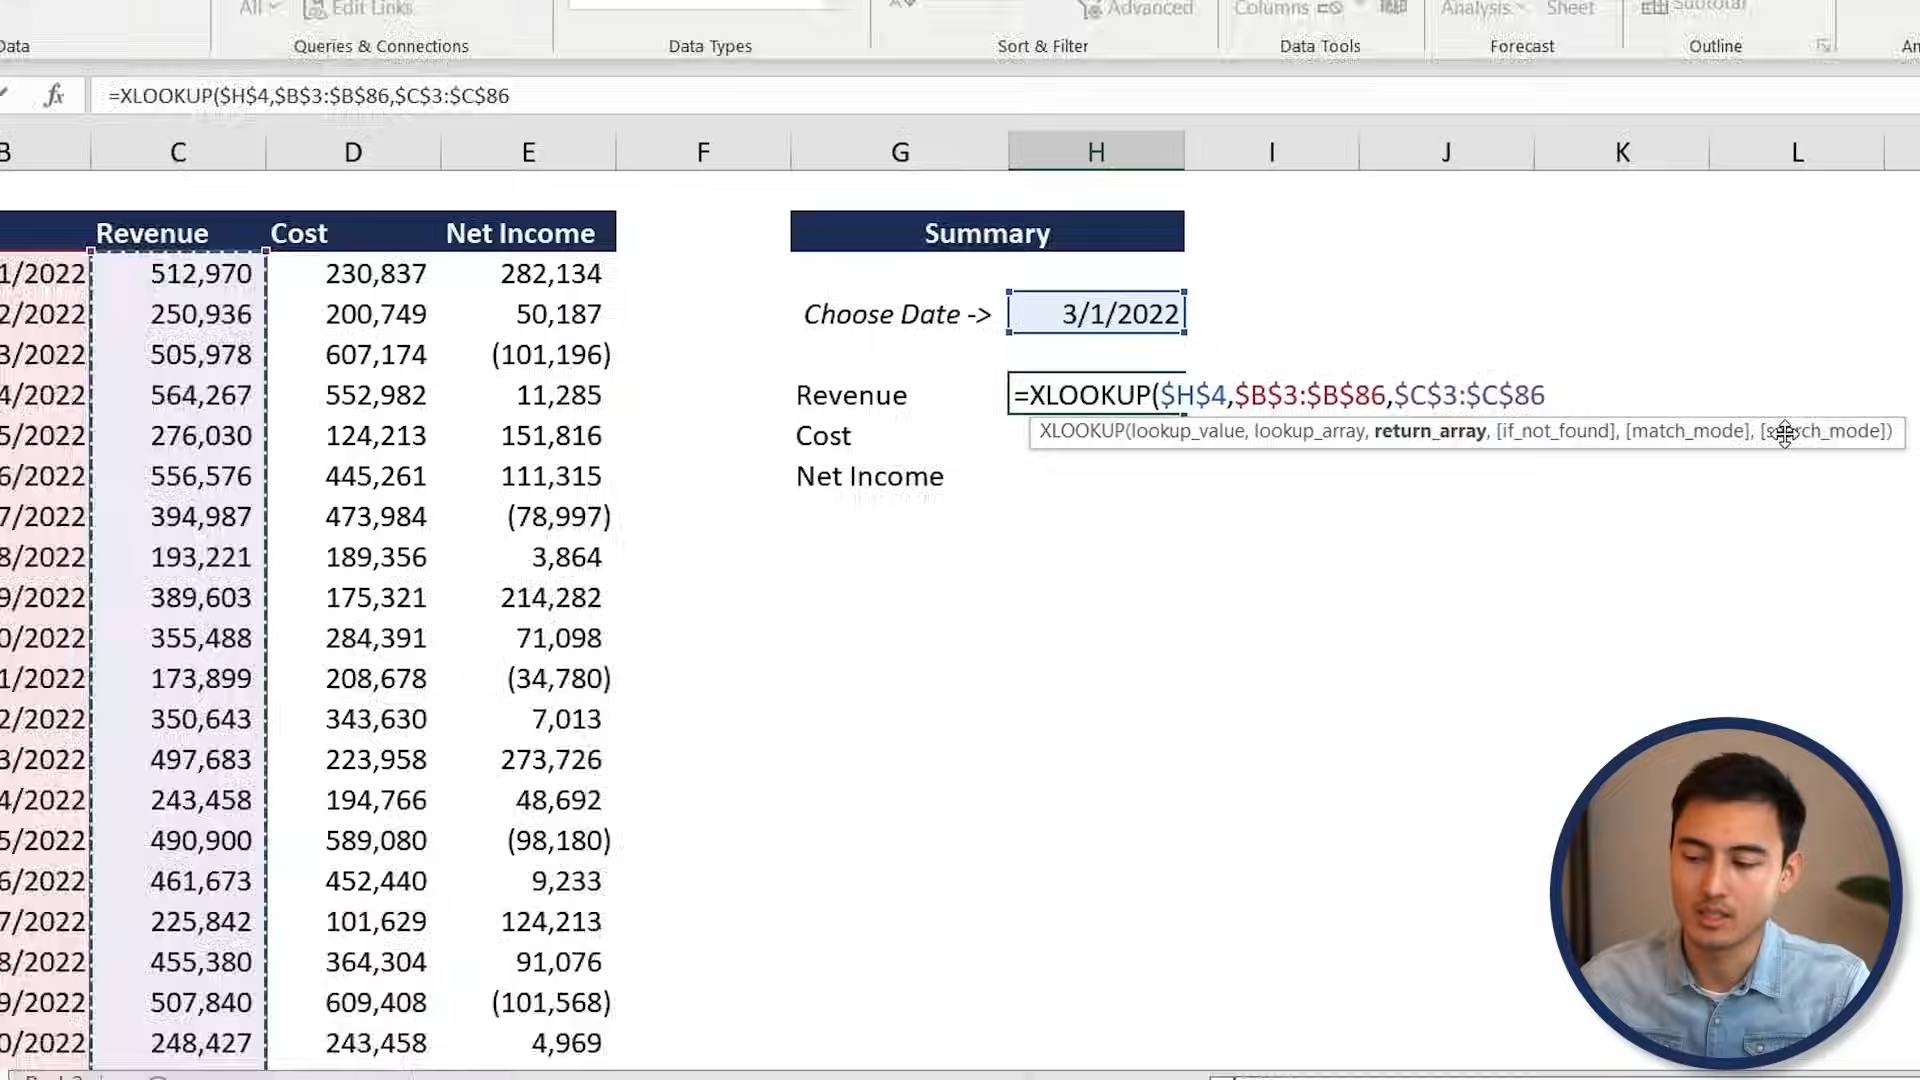 All Edit Links Advanced Columns Analysis Sheet Subtotal
Data Queries & Connections Data Types Sort & Filter Data Tools Forecast Outline
fx =XLOOKUP($H$4,$B$3:$B$86,$C$3:$C$86
B C D E F G H I J K L
Revenue Cost Net Income Summary
1/2022 512,970 230,837 282,134
2/2022 250,936 200,749 50,187 Choose Date -> 3/1/2022
3/2022 505,978 607,174 (101,196)
4/2022 564,267 552,982 11,285 Revenue =XLOOKUP($H$4,$B$3:$B$86,$C$3:$C$86
5/2022 276,030 124,213 151,816 Cost XLOOKUP(lookup_value, lookup_array, return_array, [if_not_found], [match_mode], [search_mode])
6/2022 556,576 445,261 111,315 Net Income
7/2022 394,987 473,984 (78,997)
8/2022 193,221 189,356 3,864
9/2022 389,603 175,321 214,282
0/2022 355,488 284,391 71,098
1/2022 173,899 208,678 (34,780)
2/2022 350,643 343,630 7,013
3/2022 497,683 223,958 273,726
4/2022 243,458 194,766 48,692
5/2022 490,900 589,080 (98,180)
6/2022 461,673 452,440 9,233
7/2022 225,842 101,629 124,213
8/2022 455,380 364,304 91,076
9/2022 507,840 609,408 (101,568)
0/2022 248,427 243,458 4,969